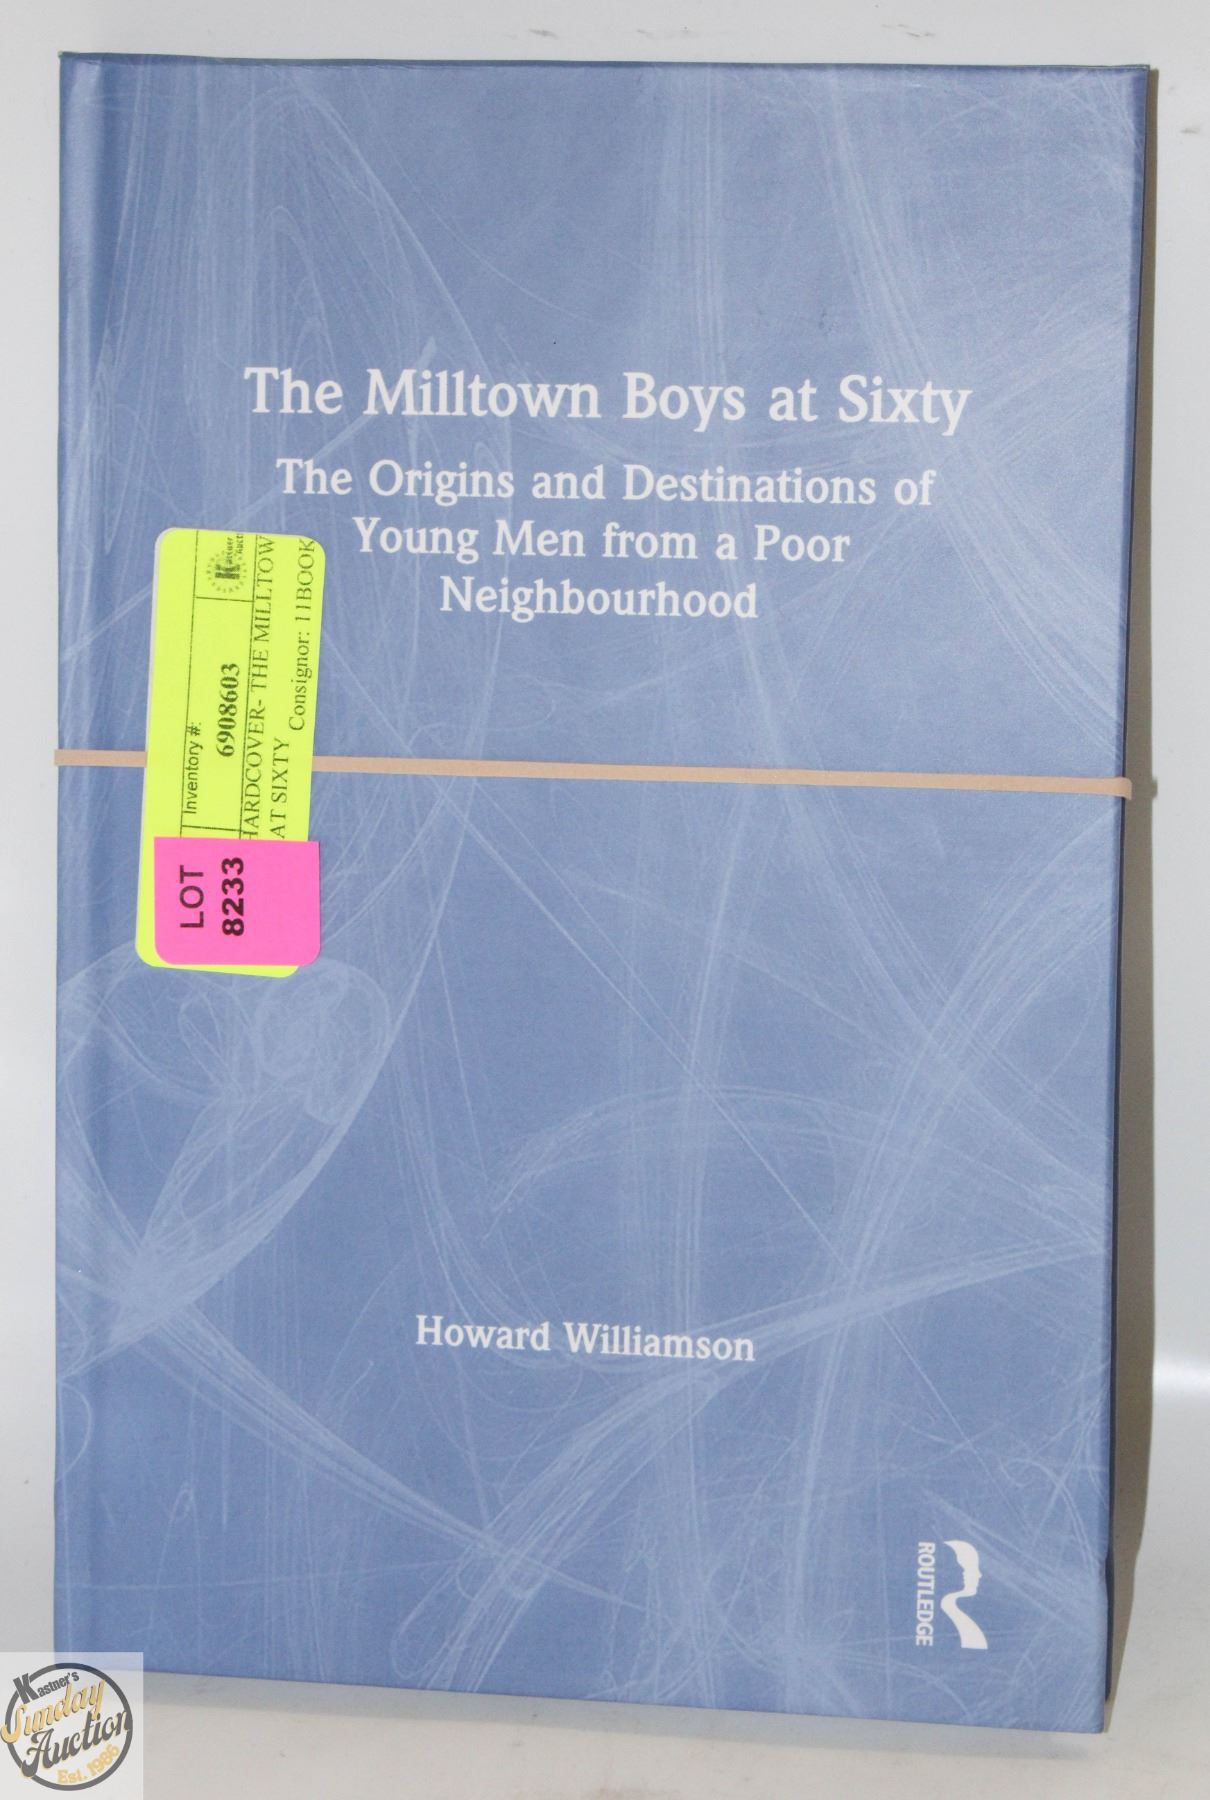 The Milltown Boys at Sixty
The Origins and Destinations of
Young Men from a Poor
Neighbourhood
Inventory #:
6908603
HARDCOVER- THE MILLTOW
AT SIXTY
Consignor: 11BOOK
LOT
8233
Howard Williamson
ROUTLEDGE
Kastner's
Sunday
Auction
Est. 1986